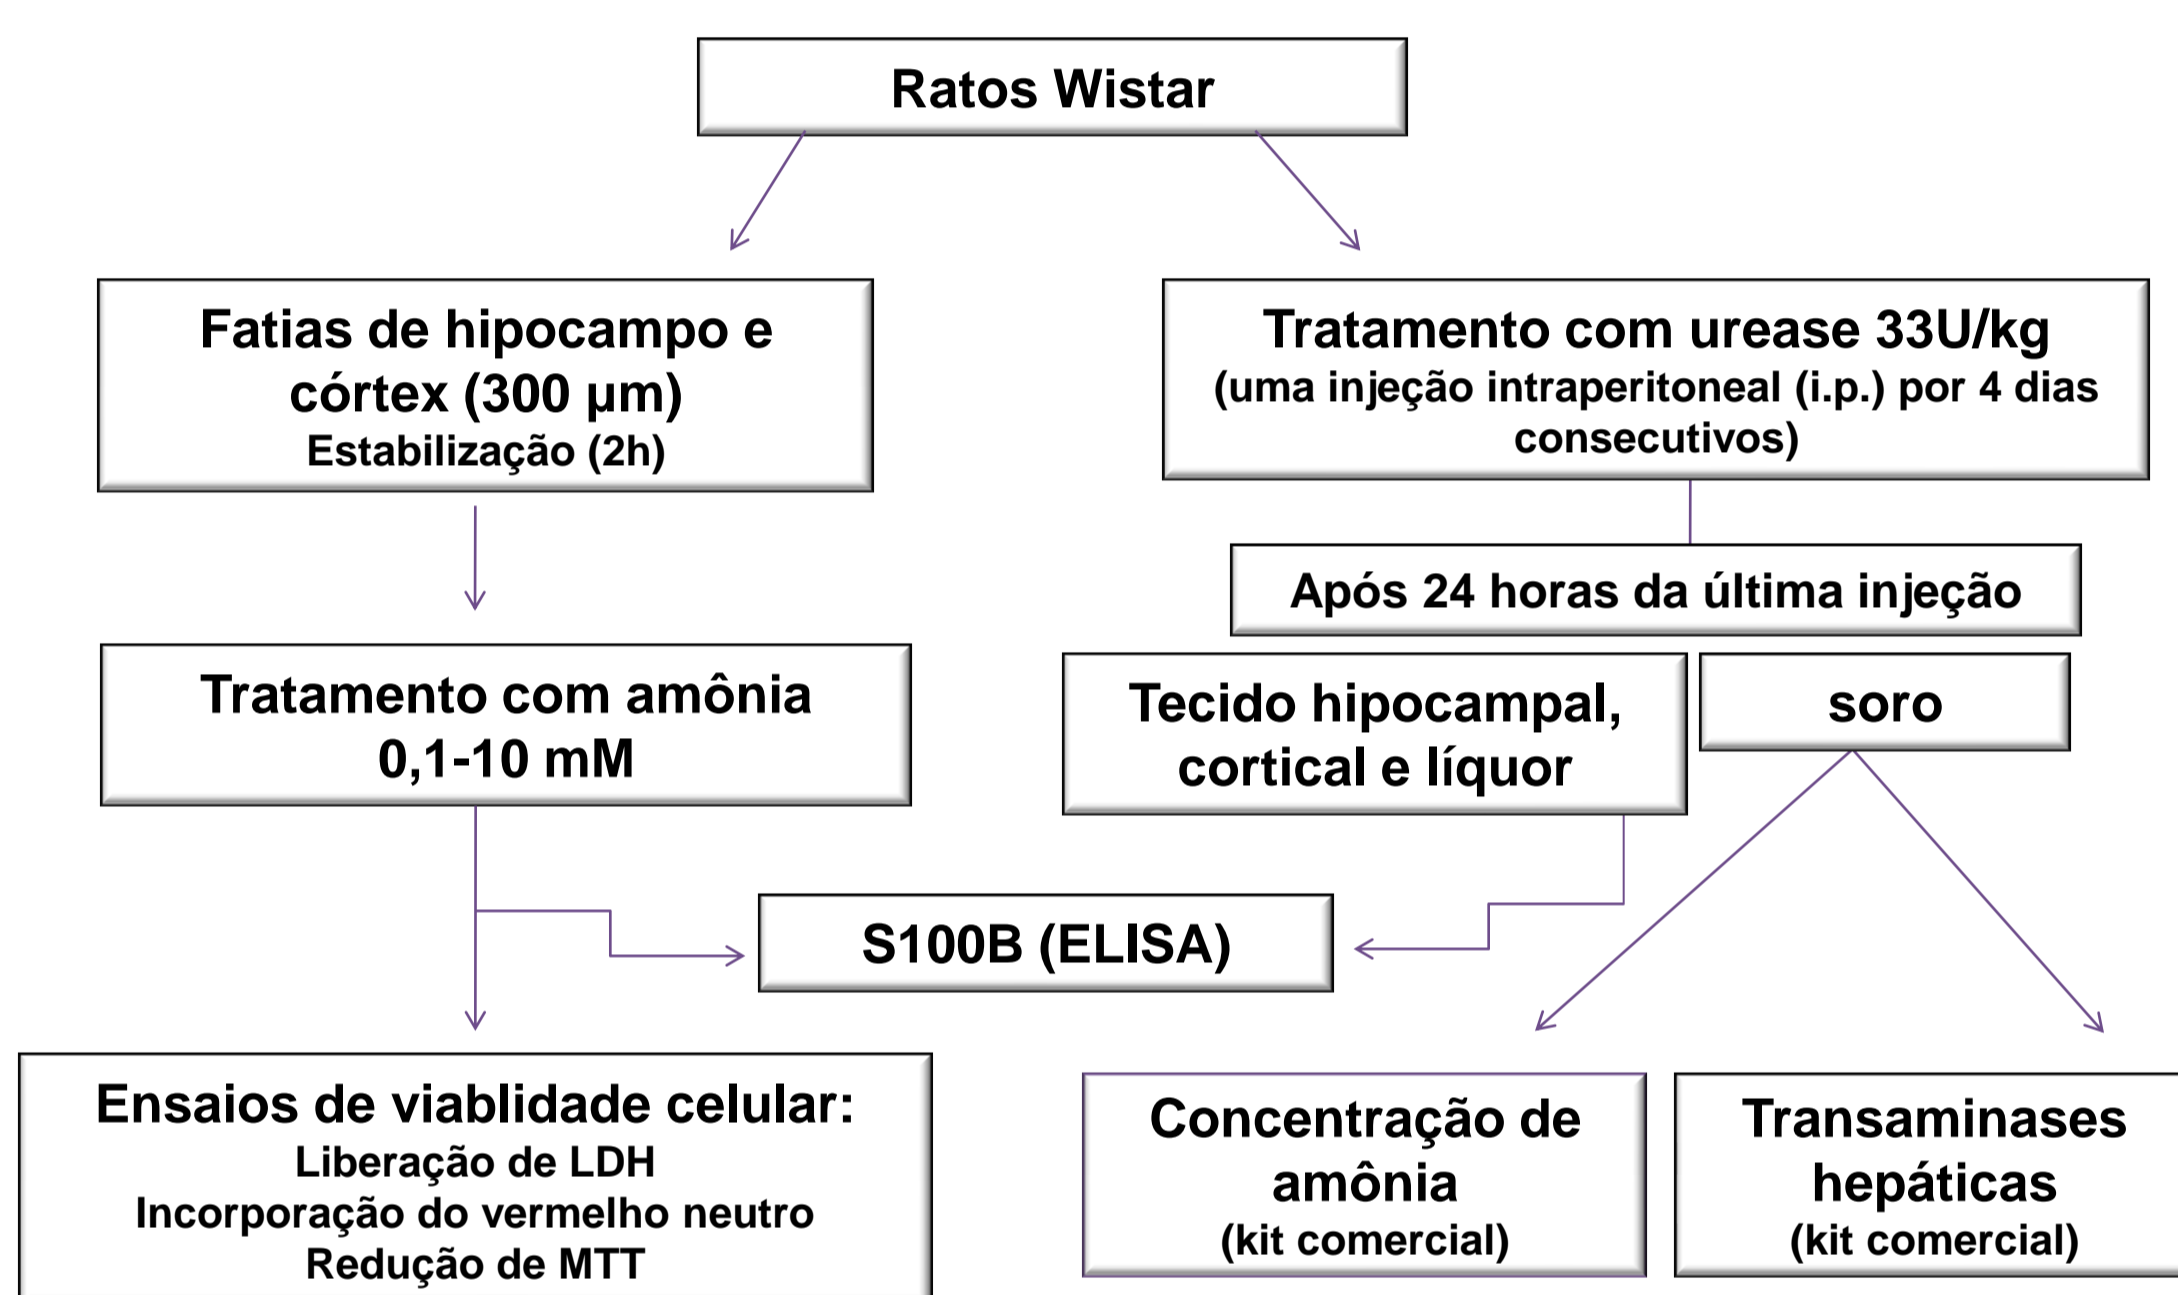 Ratos Wistar
Fatias de hipocampo e
córtex (300 µm)
Estabilização (2h)
Tratamento com urease 33U/kg
(uma injeção intraperitoneal (i.p.) por 4 dias
consecutivos)
Após 24 horas da última injeção
Tratamento com amônia
0,1-10 mM
Tecido hipocampal,
cortical e líquor
soro
S100B (ELISA)
Ensaios de viablidade celular:
Liberação de LDH
Incorporação do vermelho neutro
Redução de MTT
Concentração de
amônia
(kit comercial)
Transaminases
hepáticas
(kit comercial)